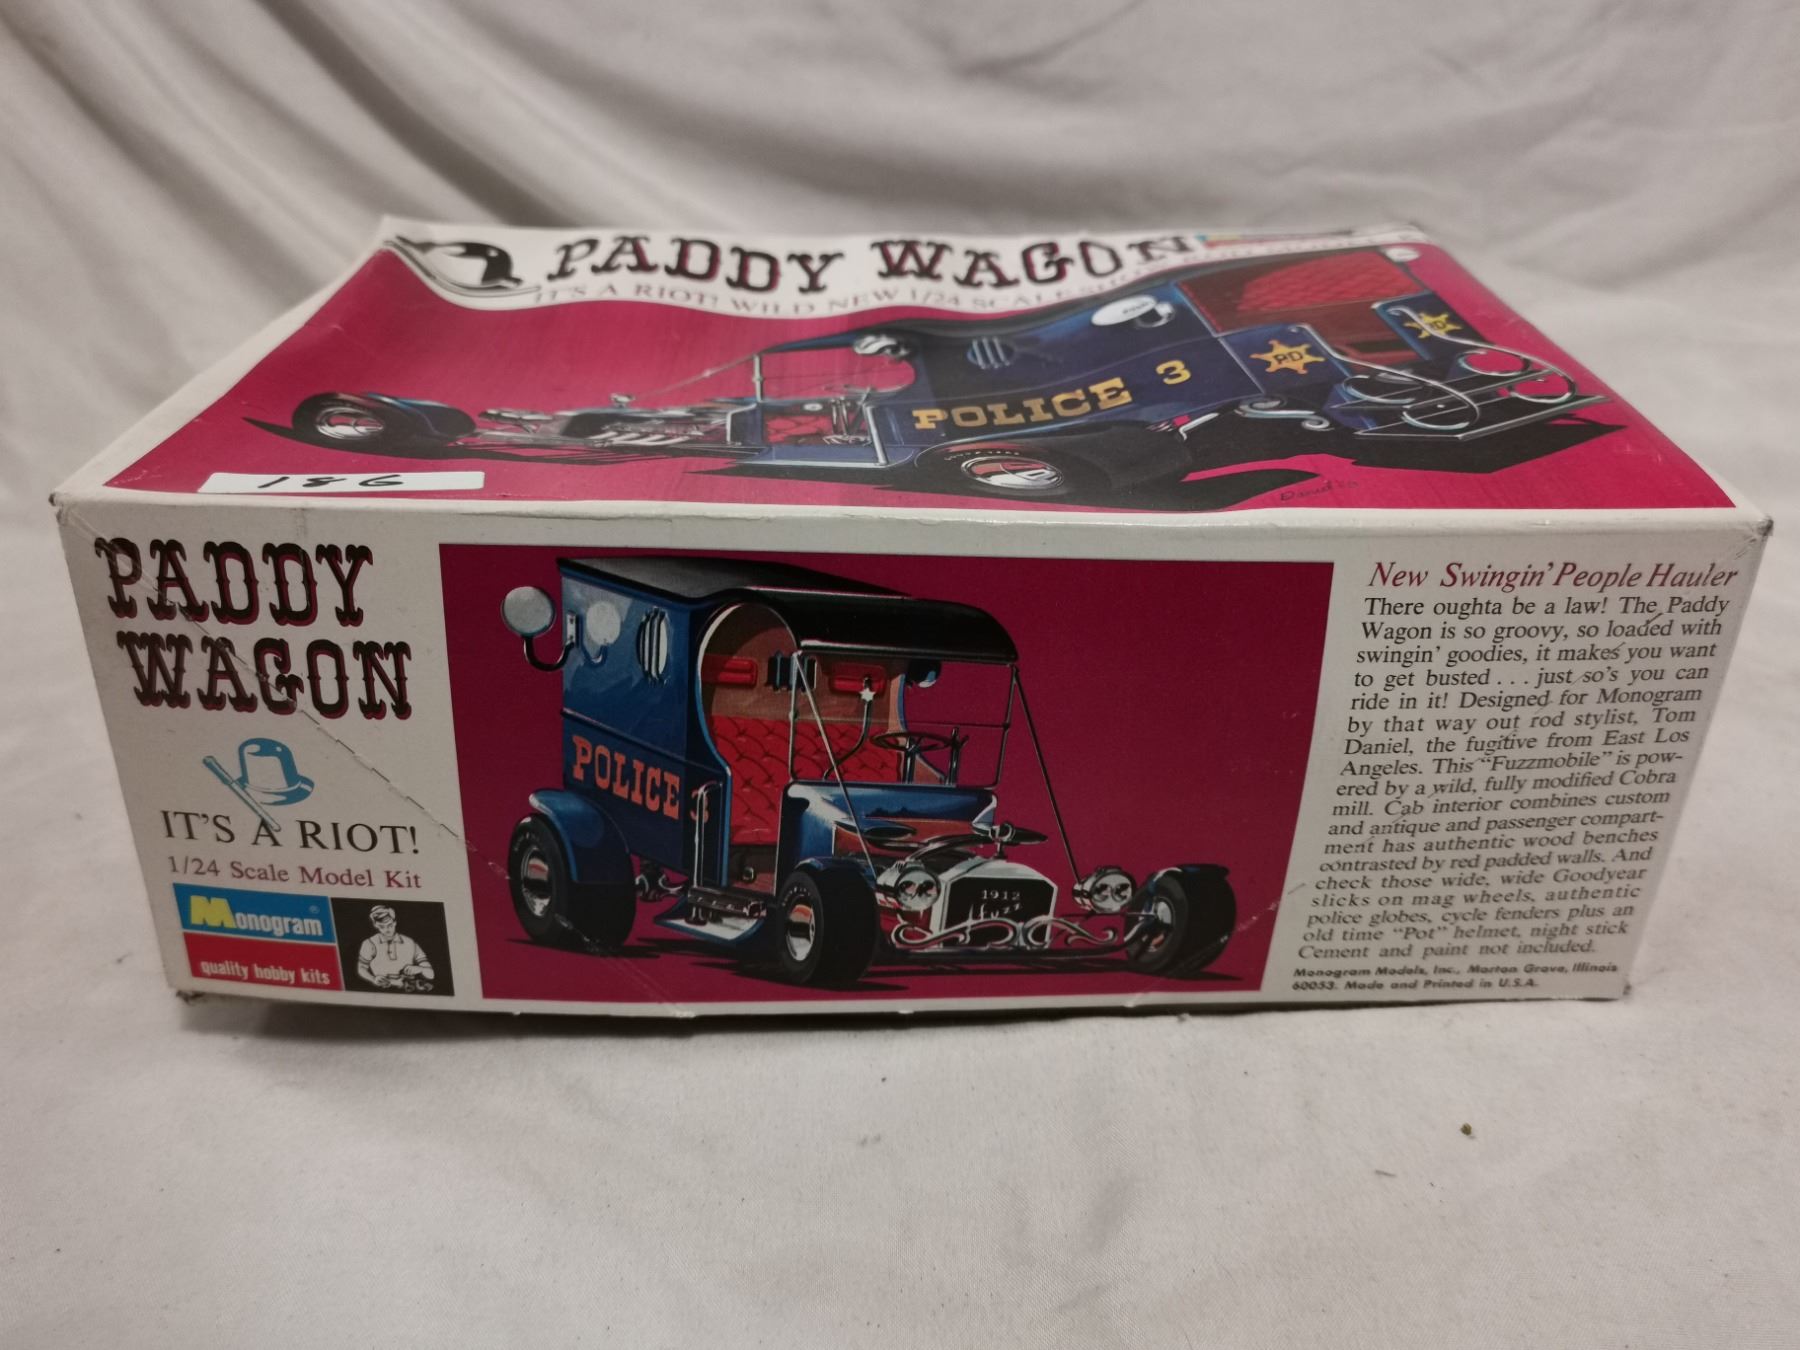 PADDY WAGON
IT'S A RIOT! WILD NEW 1/24 SCALE
POLICE 3
PD
PD
186
PADDY
WAGON
IT'S A RIOT!
1/24 Scale Model Kit
Monogram®
quality hobby kits
POLICE 3
1912
New Swingin' People Hauler
There oughta be a law! The Paddy
Wagon is so groovy, so loaded with
swingin' goodies, it makes you want
to get busted . . . just so's you can
ride in it! Designed for Monogram
by that way out rod stylist, Tom
Daniel, the fugitive from East Los
Angeles. This "Fuzzmobile" is pow-
ered by a wild, fully modified Cobra
mill. Cab interior combines custom
and antique and passenger compart-
ment has authentic wood benches
contrasted by red padded walls. And
check those wide, wide Goodyear
slicks on mag wheels, authentic
police globes, cycle fenders plus an
old time "Pot" helmet, night stick
Cement and paint not included.
Monogram Models, Inc., Morton Grove, Illinois
60053. Made and Printed in U.S.A.